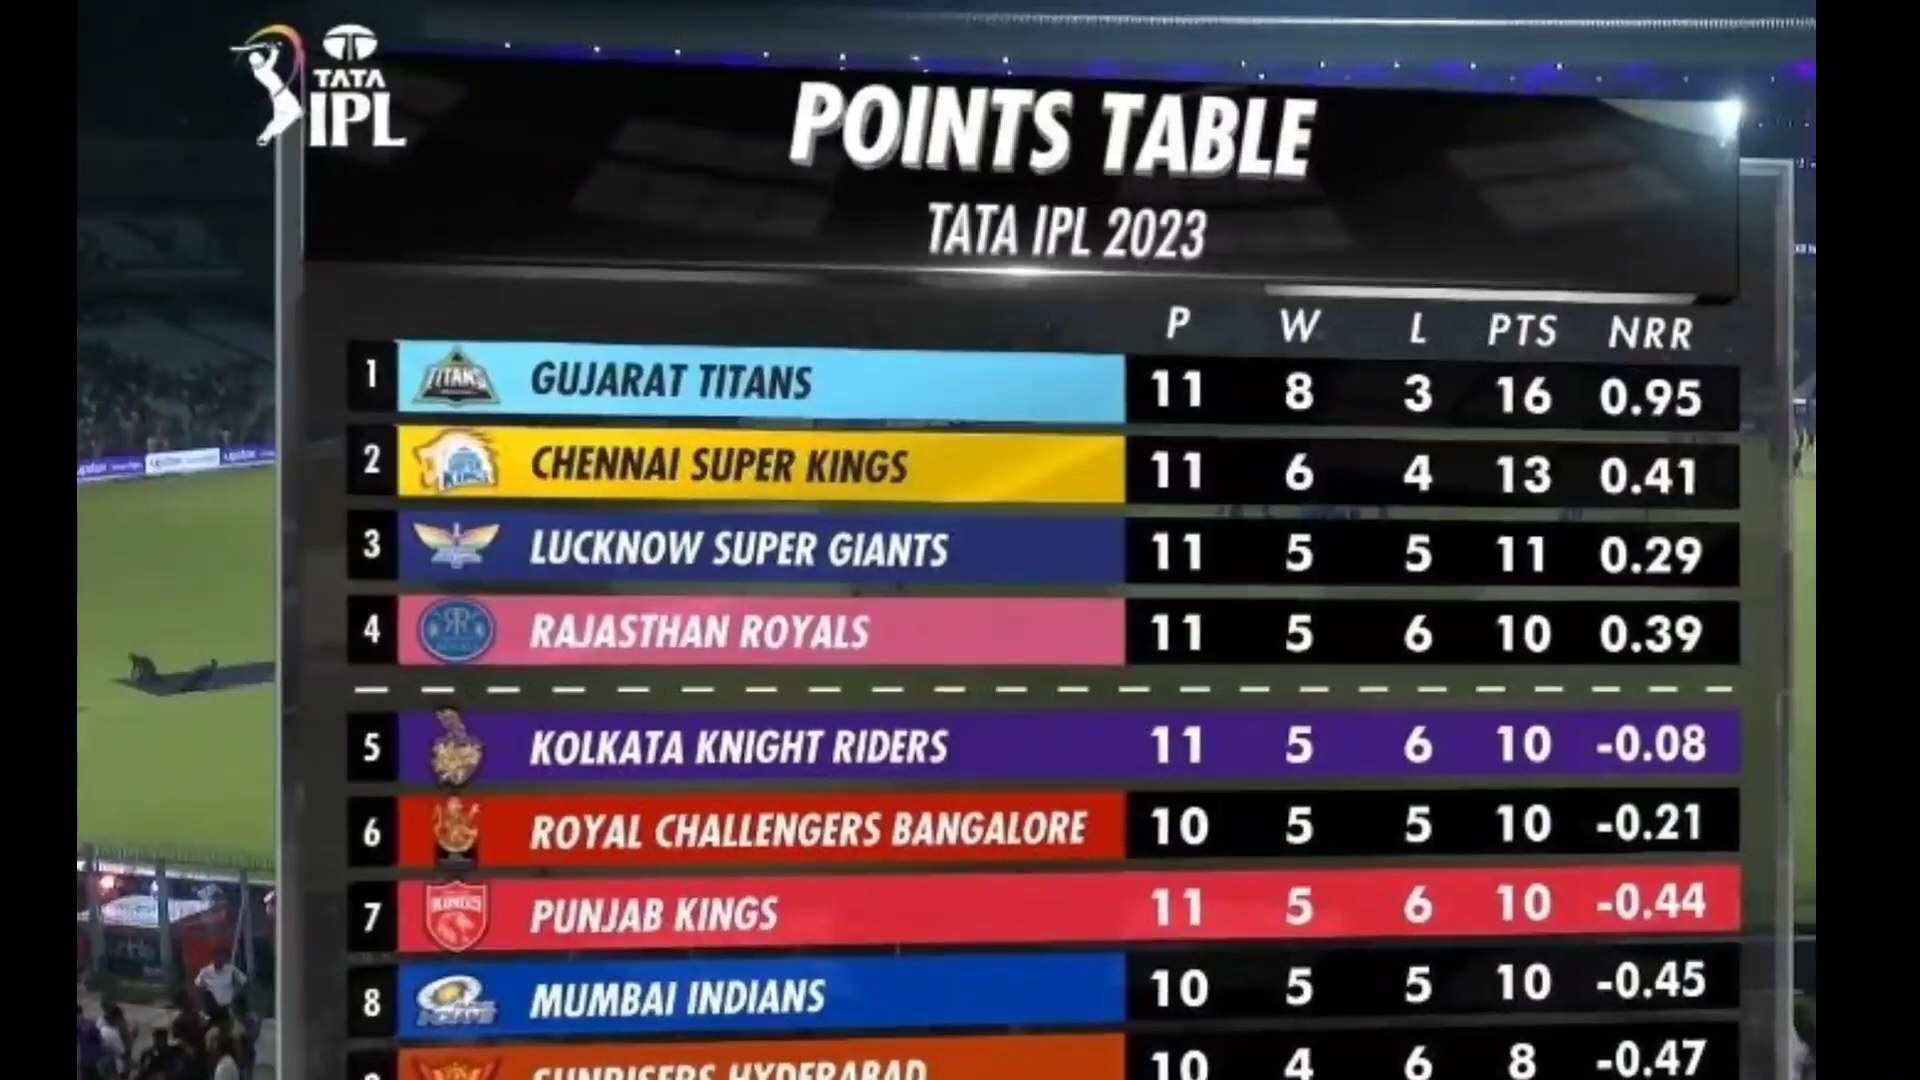 TATA
IPL
POINTS TABLE
TATA IPL 2023
P W L PTS NRR
1 TITANS GUJARAT TITANS 11 8 3 16 0.95
2 CHENNAI SUPER KINGS 11 6 4 13 0.41
3 LUCKNOW SUPER GIANTS 11 5 5 11 0.29
4 RAJASTHAN ROYALS 11 5 6 10 0.39
5 KOLKATA KNIGHT RIDERS 11 5 6 10 -0.08
6 ROYAL CHALLENGERS BANGALORE 10 5 5 10 -0.21
7 KINGS PUNJAB KINGS 11 5 6 10 -0.44
8 MUMBAI INDIANS 10 5 5 10 -0.45
SUNRISERS HYDERABAD 10 4 6 8 -0.47